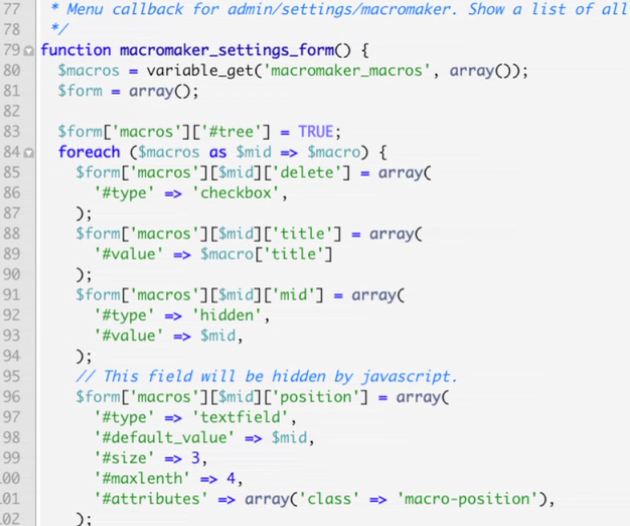 77 * Menu callback for admin/settings/macromaker. Show a list of all
78 */
79 function macromaker_settings_form() {
80 $macros = variable_get('macromaker_macros', array());
81 $form = array();
82
83 $form['macros']['#tree'] = TRUE;
84 foreach ($macros as $mid => $macro) {
85 $form['macros'][$mid]['delete'] = array(
86 '#type' => 'checkbox',
87 );
88 $form['macros'][$mid]['title'] = array(
89 '#value' => $macro['title']
90 );
91 $form['macros'][$mid]['mid'] = array(
92 '#type' => 'hidden',
93 '#value' => $mid,
94 );
95 // This field will be hidden by javascript.
96 $form['macros'][$mid]['position'] = array(
97 '#type' => 'textfield',
98 '#default_value' => $mid,
99 '#size' => 3,
100 '#maxlenth' => 4,
101 '#attributes' => array('class' => 'macro-position'),
102 );